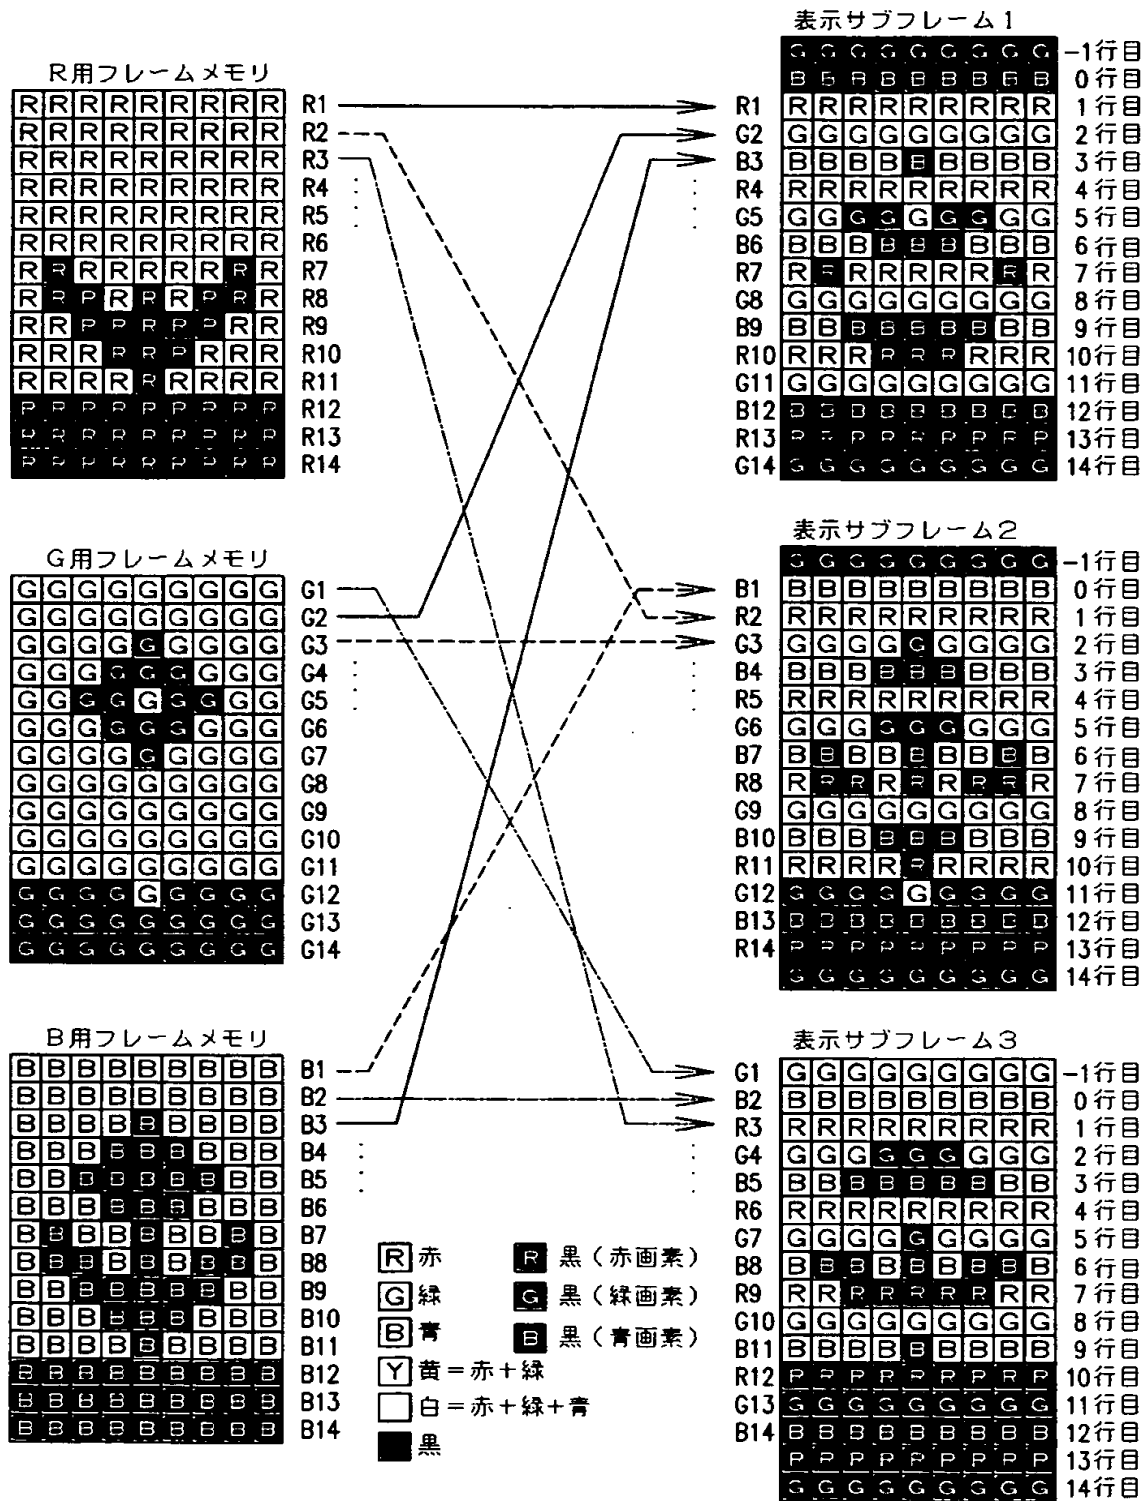 R用フレームメモリ
R R R R R R R R R R1
R R R R R R R R R R2
R R R R R R R R R R3
R R R R R R R R R R4
R R R R R R R R R R5
R R R R R R R R R R6
R R R R R R R R R R7
R R R R R R R R R R8
R R R R R R R R R R9
R R R R R R R R R R10
R R R R R R R R R R11
R R R R R R R R R R12
R R R R R R R R R R13
R R R R R R R R R R14
G用フレームメモリ
G G G G G G G G G G1
G G G G G G G G G G2
G G G G G G G G G G3
G G G G G G G G G G4
G G G G G G G G G G5
G G G G G G G G G G6
G G G G G G G G G G7
G G G G G G G G G G8
G G G G G G G G G G9
G G G G G G G G G G10
G G G G G G G G G G11
G G G G G G G G G G12
G G G G G G G G G G13
G G G G G G G G G G14
B用フレームメモリ
B B B B B B B B B B1
B B B B B B B B B B2
B B B B B B B B B B3
B B B B B B B B B B4
B B B B B B B B B B5
B B B B B B B B B B6
B B B B B B B B B B7
B B B B B B B B B B8
B B B B B B B B B B9
B B B B B B B B B B10
B B B B B B B B B B11
B B B B B B B B B B12
B B B B B B B B B B13
B B B B B B B B B B14
R 赤
G 緑
B 青
Y 黄=赤+緑
白=赤+緑+青
黒
R 黒(赤画素)
G 黒(緑画素)
B 黒(青画素)
表示サブフレーム1
G G G G G G G G G -1行目
B B B B B B B B B 0行目
R1 R R R R R R R R R 1行目
G2 G G G G G G G G G 2行目
B3 B B B B B B B B B 3行目
R4 R R R R R R R R R 4行目
G5 G G G G G G G G G 5行目
B6 B B B B B B B B B 6行目
R7 R R R R R R R R R 7行目
G8 G G G G G G G G G 8行目
B9 B B B B B B B B B 9行目
R10 R R R R R R R R R 10行目
G11 G G G G G G G G G 11行目
B12 B B B B B B B B B 12行目
R13 R R R R R R R R R 13行目
G14 G G G G G G G G G 14行目
表示サブフレーム2
G G G G G G G G G -1行目
B1 B B B B B B B B B 0行目
R2 R R R R R R R R R 1行目
G3 G G G G G G G G G 2行目
B4 B B B B B B B B B 3行目
R5 R R R R R R R R R 4行目
G6 G G G G G G G G G 5行目
B7 B B B B B B B B B 6行目
R8 R R R R R R R R R 7行目
G9 G G G G G G G G G 8行目
B10 B B B B B B B B B 9行目
R11 R R R R R R R R R 10行目
G12 G G G G G G G G G 11行目
B13 B B B B B B B B B 12行目
R14 R R R R R R R R R 13行目
G G G G G G G G G 14行目
表示サブフレーム3
G1 G G G G G G G G G -1行目
B2 B B B B B B B B B 0行目
R3 R R R R R R R R R 1行目
G4 G G G G G G G G G 2行目
B5 B B B B B B B B B 3行目
R6 R R R R R R R R R 4行目
G7 G G G G G G G G G 5行目
B8 B B B B B B B B B 6行目
R9 R R R R R R R R R 7行目
G10 G G G G G G G G G 8行目
B11 B B B B B B B B B 9行目
R12 R R R R R R R R R 10行目
G13 G G G G G G G G G 11行目
B14 B B B B B B B B B 12行目
R R R R R R R R R 13行目
G G G G G G G G G 14行目